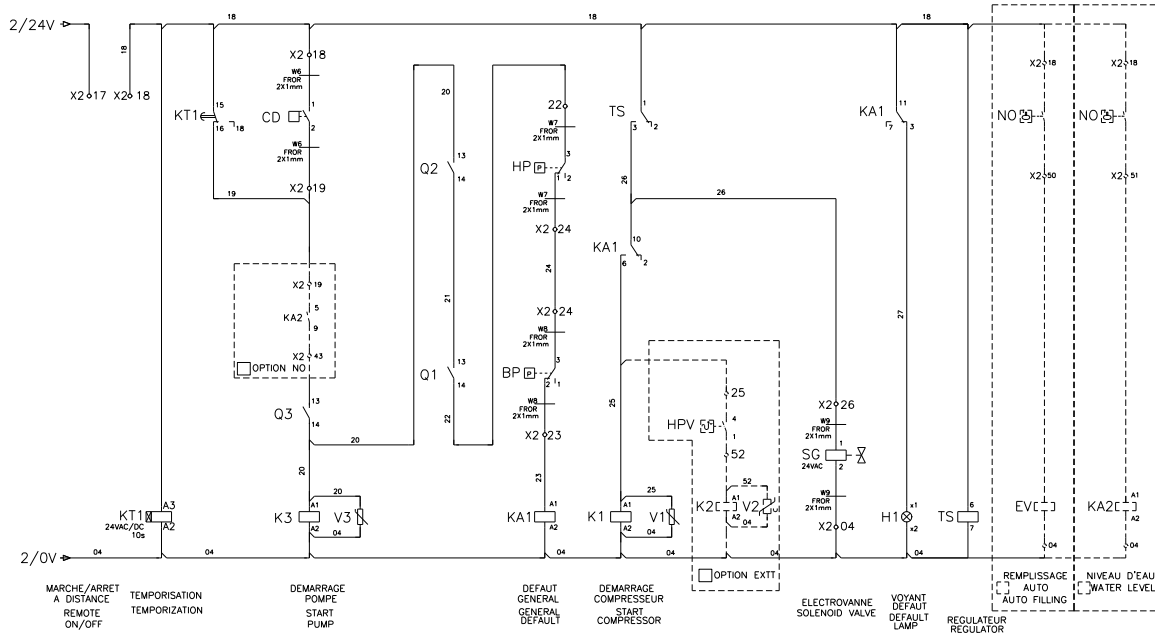 18 18 18
2/24V
X2 17 X2 18
18
X2 18
W6
FROR
2X1mm
KT1 15 16 18
CD 1 2
W6
FROR
2X1mm
X2 19
19
20
Q2 13 14
22
W7
FROR
2X1mm
HP P 3 1 2
W7
FROR
2X1mm
X2 24
24
TS 1 3 2
26
26
KA1 10 6 2
KA1 11 7 3
X2 18
NO
X2 50
X2 18
NO
X2 51
X2 19
KA2 5 9
X2 43
OPTION NO
21
X2 24
W8
FROR
2X1mm
27
Q3 13 14
20
Q1 13 14
22
BP P 3 2 1
W8
FROR
2X1mm
X2 23
25
25
HPV 4 1
52
X2 26
W9
FROR
2X1mm
SG 1 2
24VAC
W9
FROR
2X1mm
X2 04
20
23
KT1 A3 A2
24VAC/DC
10s
K3 A1 A2
20
V3
04
KA1 A1 A2
K1 A1 A2
25
V1
04
K2 A1 A2
52
V2
04
H1 x1 x2
TS 6 7
EV
04
KA2 A1 A2
04
2/0V
04 04 04 04 04 04 04 04
OPTION EXTT
MARCHE/ARRET
A DISTANCE
REMOTE
ON/OFF
TEMPORISATION
TEMPORIZATION
DEMARRAGE
POMPE
START
PUMP
DEFAUT
GENERAL
GENERAL
DEFAULT
DEMARRAGE
COMPRESSEUR
START
COMPRESSOR
ELECTROVANNE
SOLENOID VALVE
VOYANT
DEFAUT
DEFAULT
LAMP
REGULATEUR
REGULATOR
REMPLISSAGE
AUTO
AUTO FILLING
NIVEAU D'EAU
WATER LEVEL